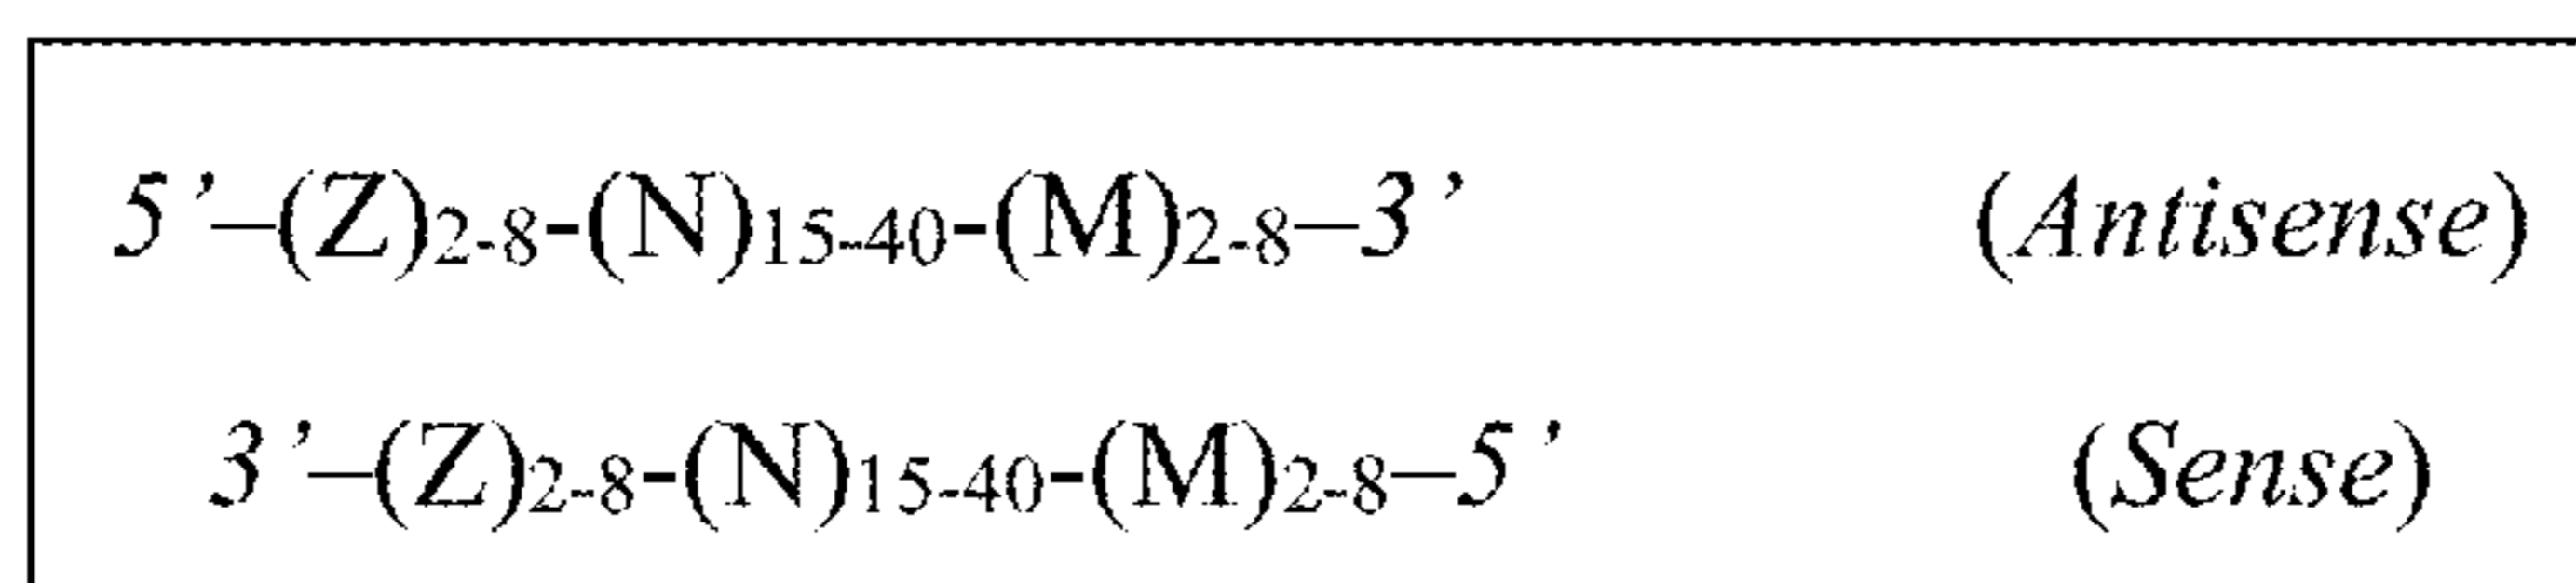 5’–(Z)2-8-(N)15-40-(M)2-8–3’ (Antisense)
3’–(Z)2-8-(N)15-40-(M)2-8–5’ (Sense)